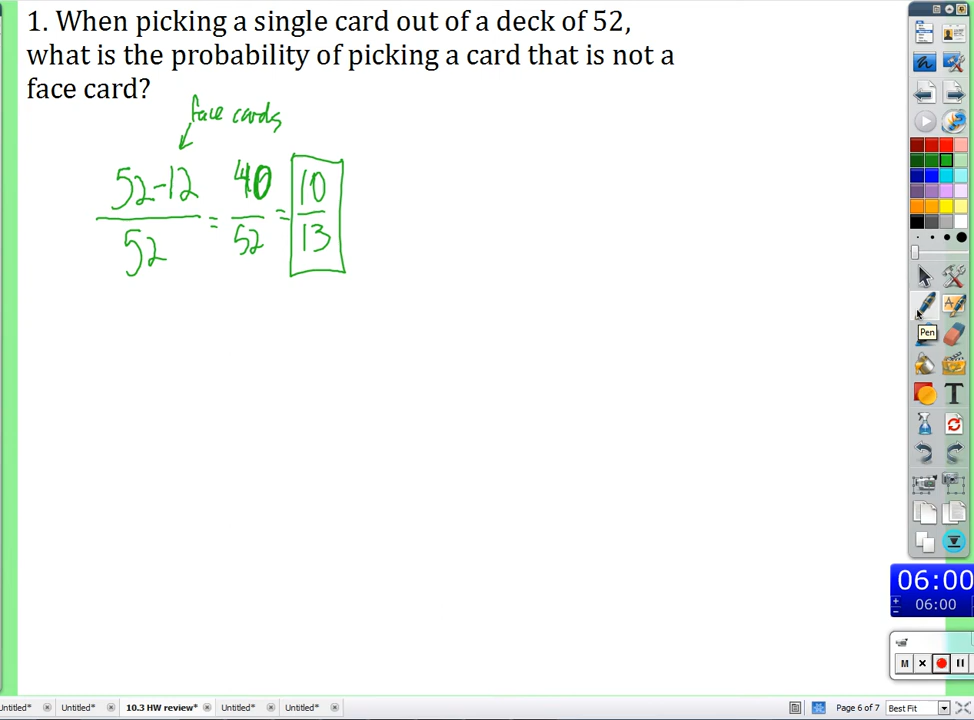 1. When picking a single card out of a deck of 52,
what is the probability of picking a card that is not a
face card?
face cards
52-12 40 10
= =
52 52 13
Pen
06:00
06:00
M
Untitled* Untitled* 10.3 HW review* Untitled* Untitled* Page 6 of 7 Best Fit